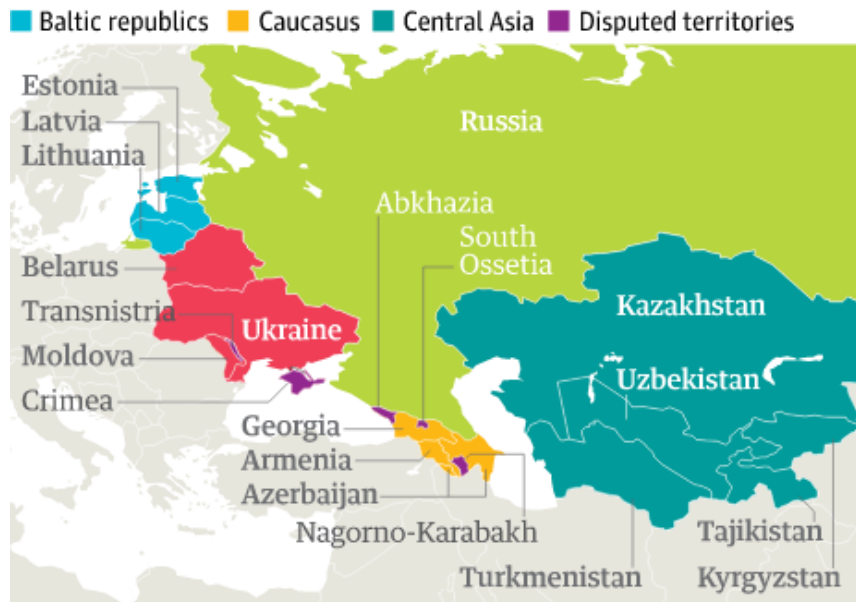 Baltic republics Caucasus Central Asia Disputed territories
Estonia
Latvia
Lithuania
Russia
Abkhazia
South
Ossetia
Belarus
Transnistria
Ukraine
Moldova
Crimea
Kazakhstan
Uzbekistan
Georgia
Armenia
Azerbaijan
Nagorno-Karabakh
Turkmenistan
Tajikistan
Kyrgyzstan